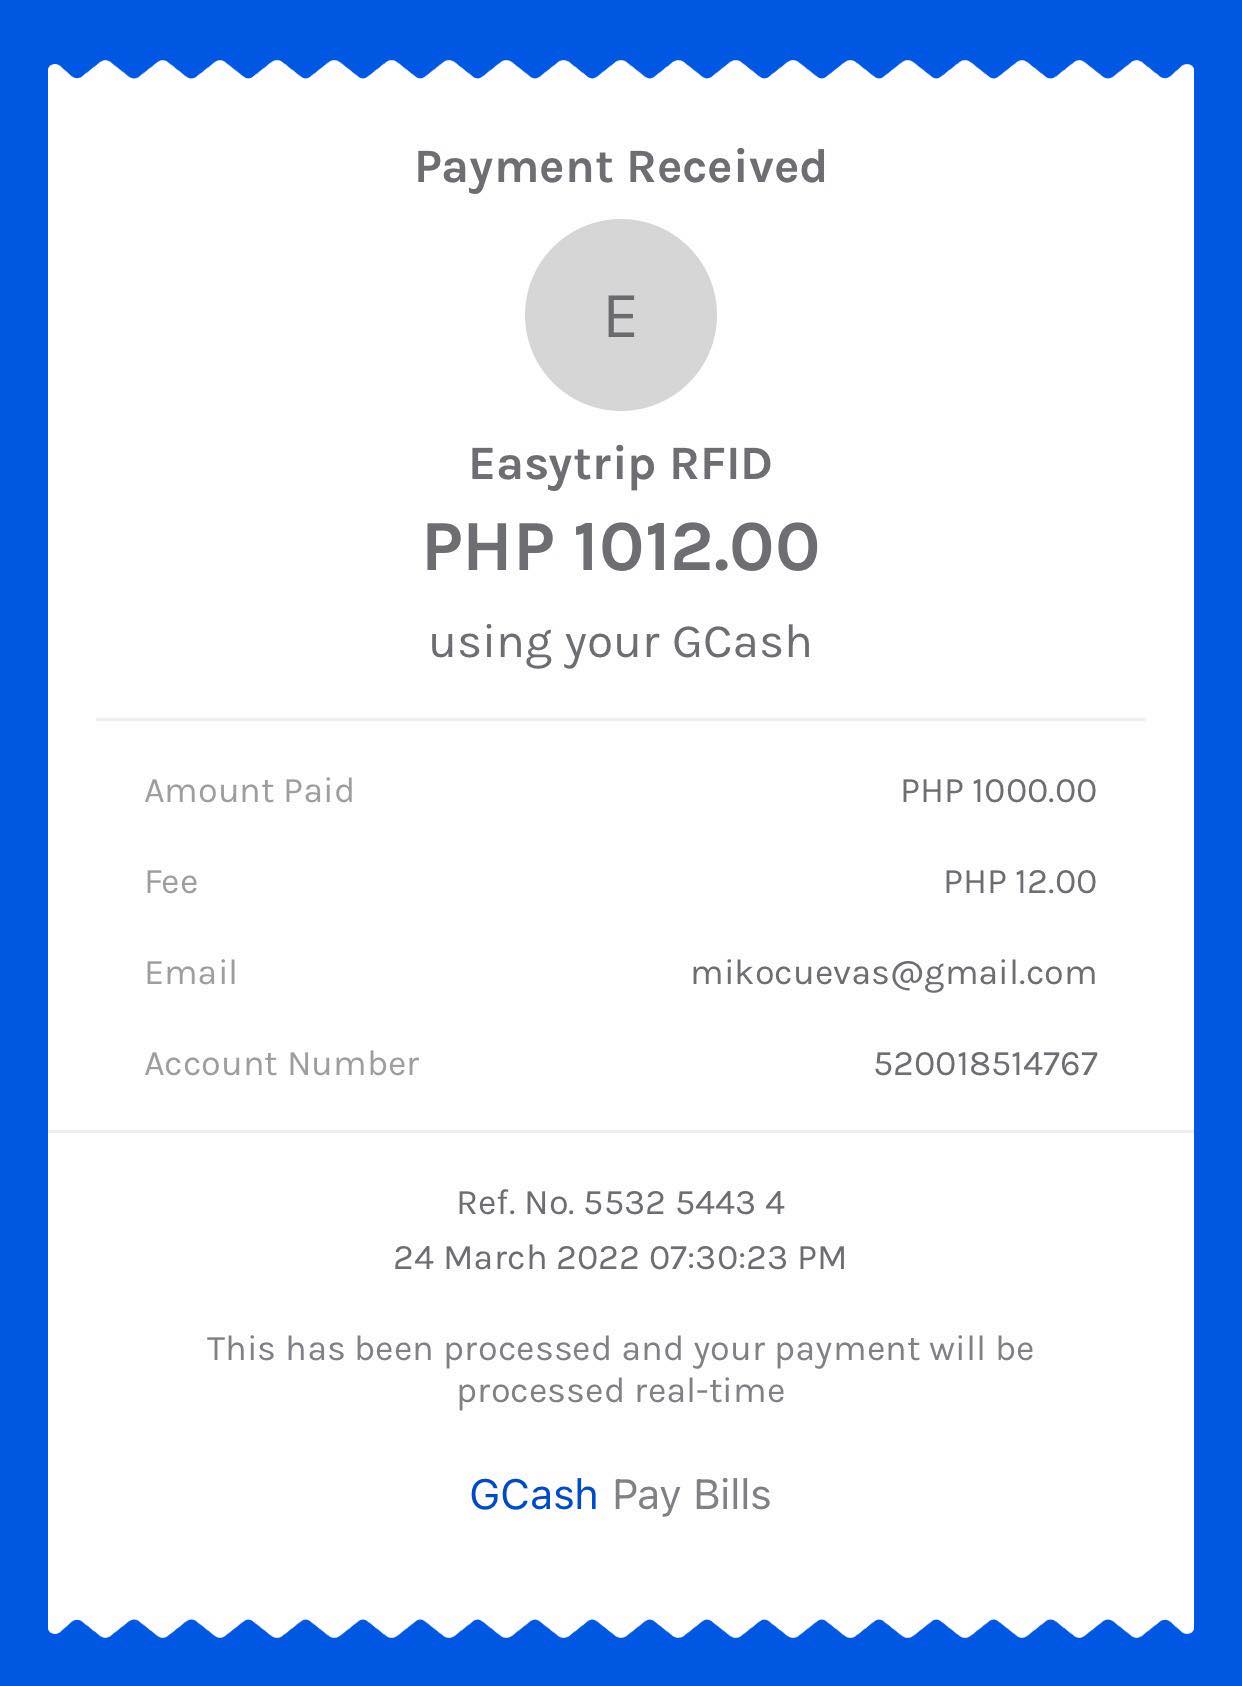 Payment Received
E
Easytrip RFID
PHP 1012.00
using your GCash
Amount Paid PHP 1000.00
Fee PHP 12.00
Email mikocuevas@gmail.com
Account Number 520018514767
Ref. No. 5532 5443 4
24 March 2022 07:30:23 PM
This has been processed and your payment will be
processed real-time
GCash Pay Bills